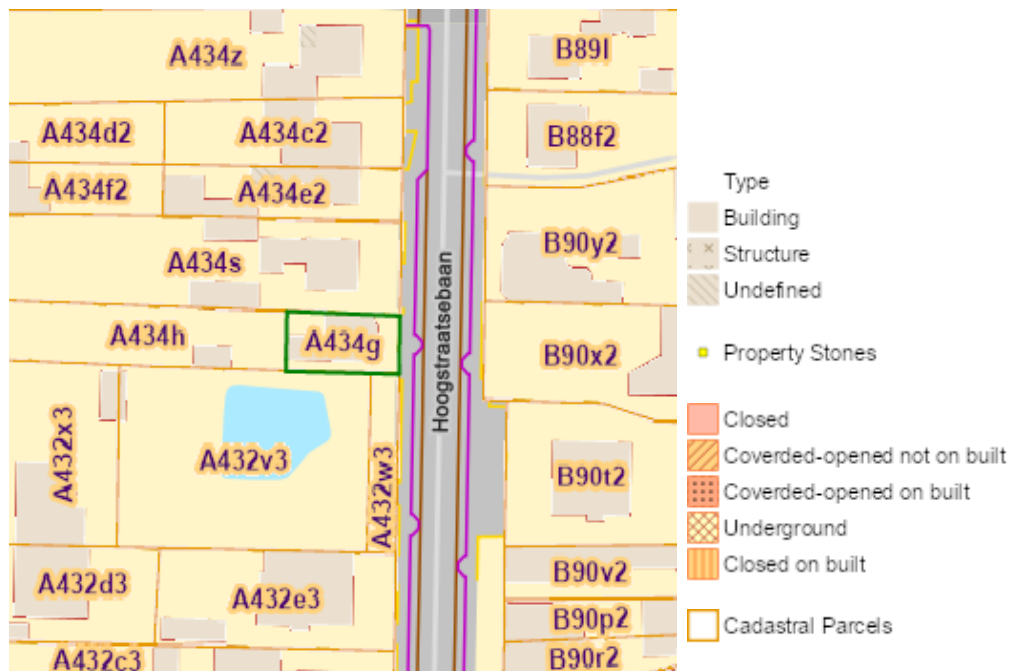 A434z
B89l
A434d2
A434c2
B88f2
A434f2
A434e2
A434s
B90y2
Hoogstraatsebaan
A434h
A434g
B90x2
A432x3
A432v3
A432w3
B90t2
A432d3
A432e3
B90v2
B90p2
A432c3
B90r2
Type
Building
Structure
Undefined
Property Stones
Closed
Coverded-opened not on built
Coverded-opened on built
Underground
Closed on built
Cadastral Parcels